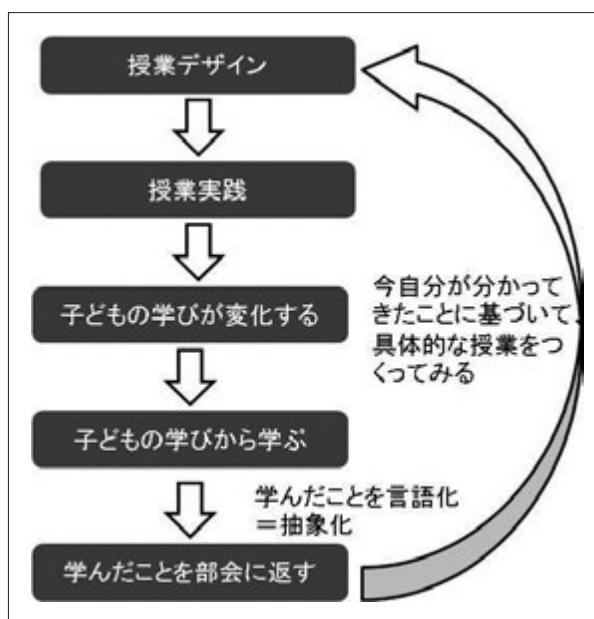 授業デザイン
授業実践
子どもの学びが変化する
今自分が分かって
きたことに基づいて、
具体的な授業をつ
くってみる
子どもの学びから学ぶ
学んだことを言語化
＝抽象化
学んだことを部会に返す